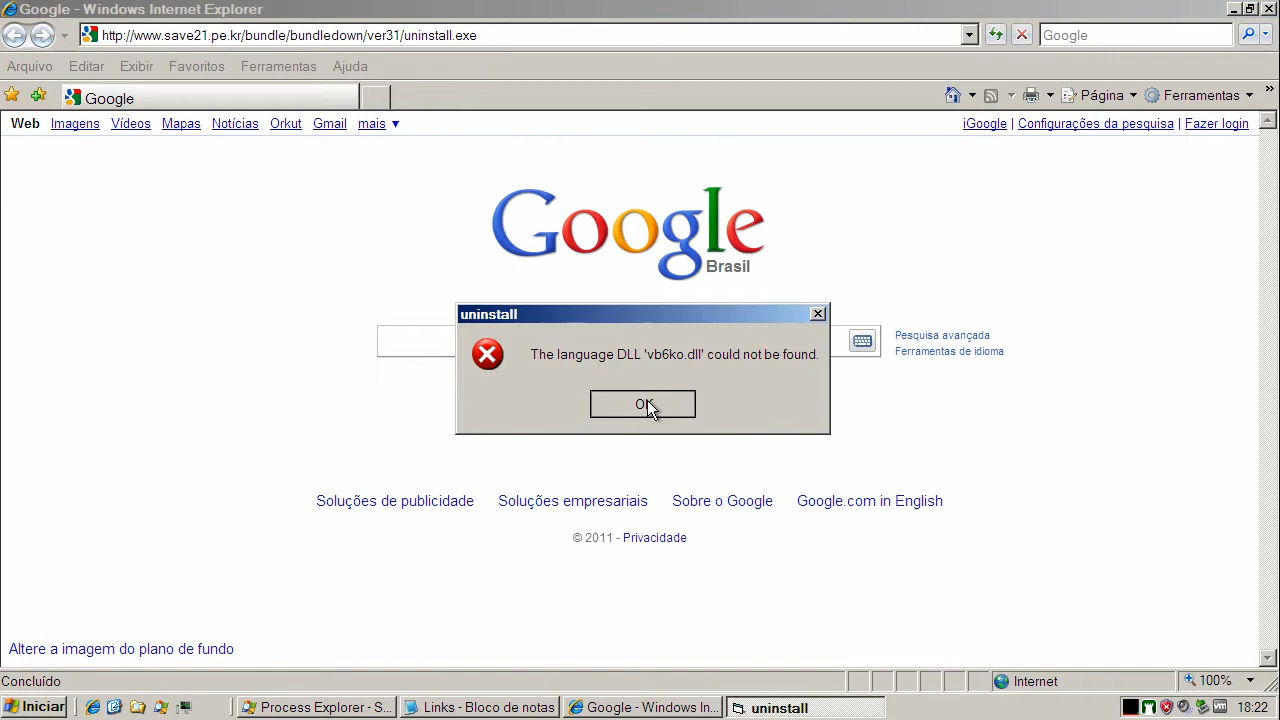 Google - Windows Internet Explorer
http://www.save21.pe.kr/bundle/bundledown/ver31/uninstall.exe
Google
Arquivo Editar Exibir Favoritos Ferramentas Ajuda
Google
Página Ferramentas
Web Imagens Vídeos Mapas Notícias Orkut Gmail mais ▼
iGoogle | Configurações da pesquisa | Fazer login
Google
Brasil
uninstall
Pesquisa avançada
Ferramentas de idioma
The language DLL 'vb6ko.dll' could not be found.
OK
Soluções de publicidade Soluções empresariais Sobre o Google Google.com in English
© 2011 - Privacidade
Altere a imagem do plano de fundo
Concluído
Internet
100%
Iniciar
Process Explorer - S...
Links - Bloco de notas
Google - Windows In...
uninstall
18:22